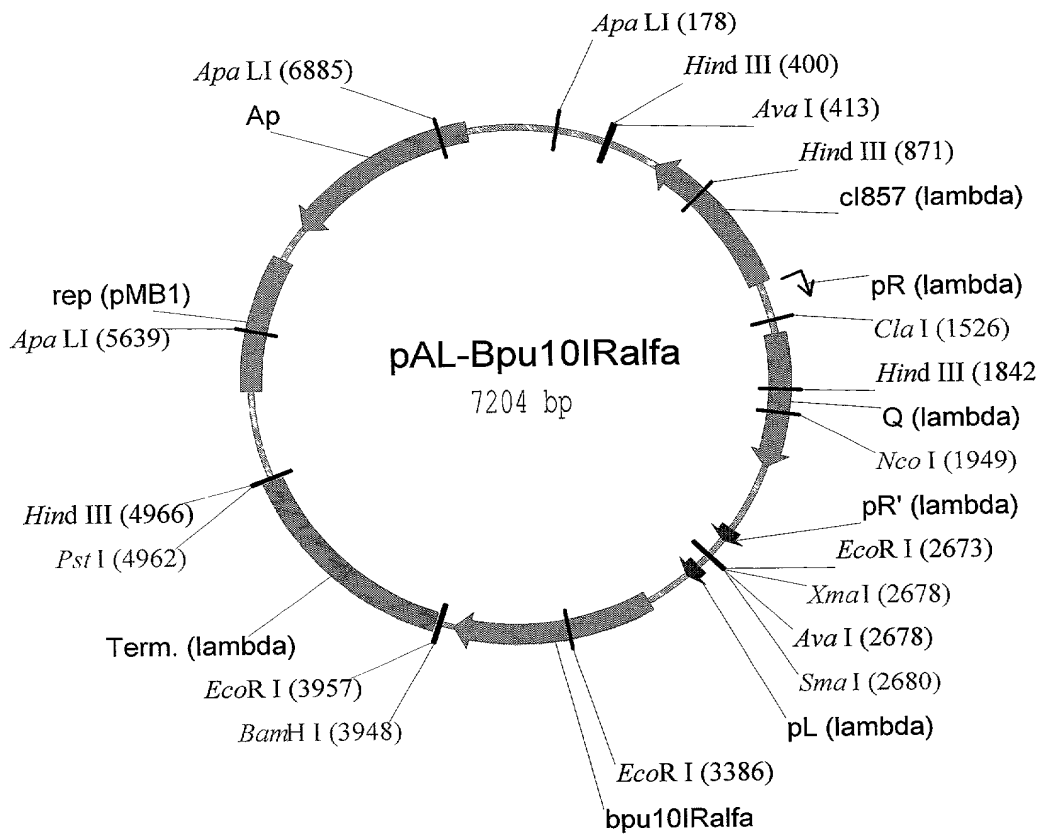 Apa LI (178)
Hind III (400)
Ava I (413)
Hind III (871)
cI857 (lambda)
pR (lambda)
Cla I (1526)
Hind III (1842
Q (lambda)
Nco I (1949)
pR' (lambda)
EcoR I (2673)
XmaI (2678)
Ava I (2678)
Sma I (2680)
pL (lambda)
EcoR I (3386)
bpu10IRalfa
BamH I (3948)
EcoR I (3957)
Term. (lambda)
Pst I (4962)
Hind III (4966)
Apa LI (5639)
rep (pMB1)
Ap
Apa LI (6885)
pAL-Bpu10IRalfa
7204 bp